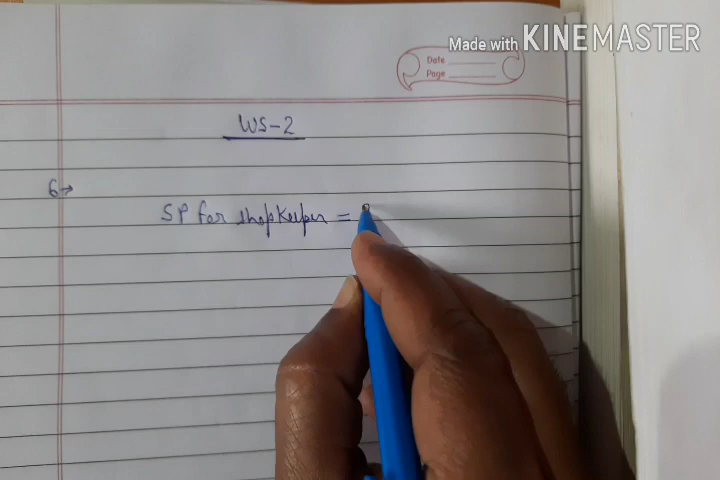 Made with KINEMASTER
Date
Page
WS-2
6→
SP for shopkeeper =